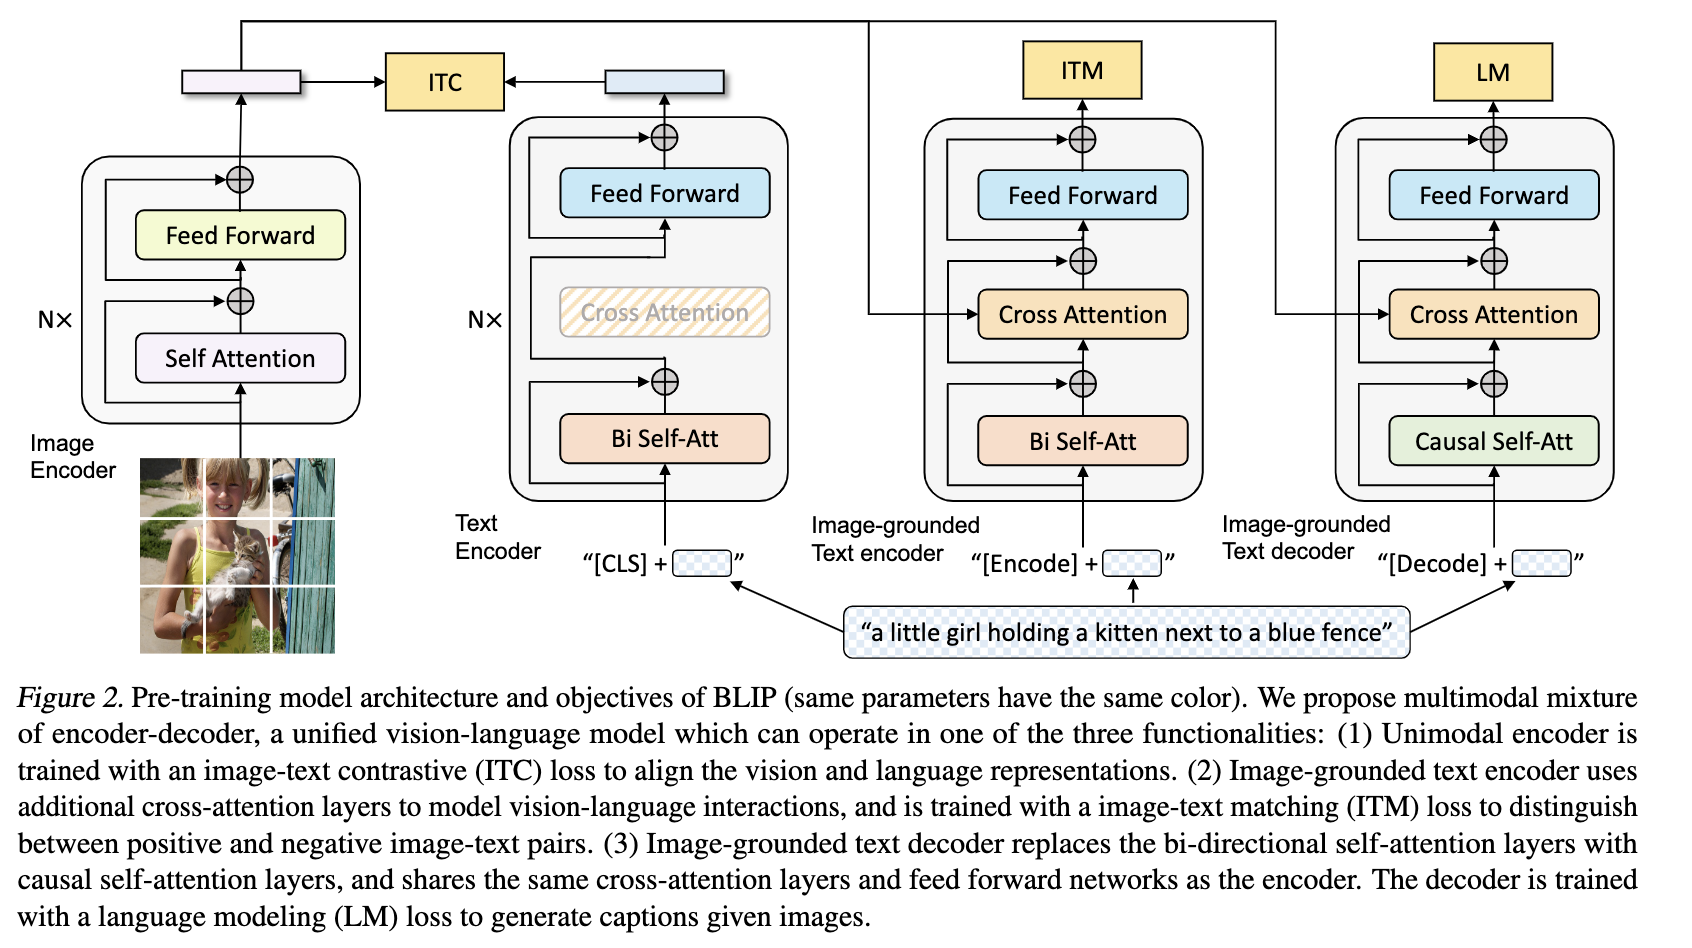 ITC
ITM
LM
Feed Forward
Self Attention
N×
Image
Encoder
Feed Forward
Cross Attention
Bi Self-Att
N×
Text
Encoder
“[CLS] + ”
Feed Forward
Cross Attention
Bi Self-Att
Image-grounded
Text encoder
“[Encode] + ”
Feed Forward
Cross Attention
Causal Self-Att
Image-grounded
Text decoder
“[Decode] + ”
“a little girl holding a kitten next to a blue fence”
Figure 2. Pre-training model architecture and objectives of BLIP (same parameters have the same color). We propose multimodal mixture
of encoder-decoder, a unified vision-language model which can operate in one of the three functionalities: (1) Unimodal encoder is
trained with an image-text contrastive (ITC) loss to align the vision and language representations. (2) Image-grounded text encoder uses
additional cross-attention layers to model vision-language interactions, and is trained with a image-text matching (ITM) loss to distinguish
between positive and negative image-text pairs. (3) Image-grounded text decoder replaces the bi-directional self-attention layers with
causal self-attention layers, and shares the same cross-attention layers and feed forward networks as the encoder. The decoder is trained
with a language modeling (LM) loss to generate captions given images.